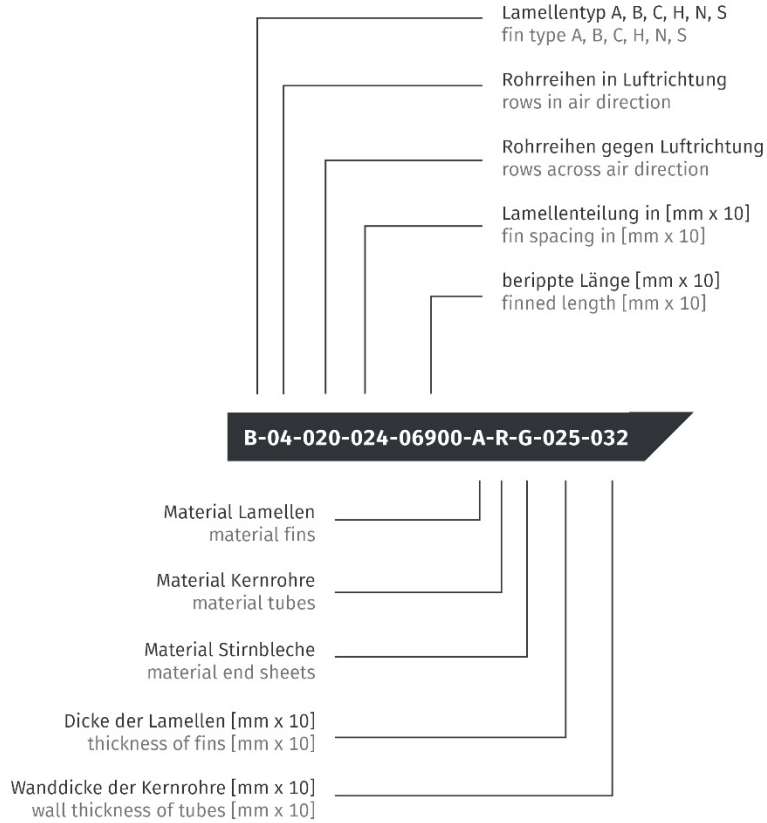 Lamellentyp A, B, C, H, N, S
fin type A, B, C, H, N, S
Rohrreihen in Luftrichtung
rows in air direction
Rohrreihen gegen Luftrichtung
rows across air direction
Lamellenteilung in [mm x 10]
fin spacing in [mm x 10]
berippte Länge [mm x 10]
finned length [mm x 10]
B-04-020-024-06900-A-R-G-025-032
Material Lamellen
material fins
Material Kernrohre
material tubes
Material Stirnbleche
material end sheets
Dicke der Lamellen [mm x 10]
thickness of fins [mm x 10]
Wanddicke der Kernrohre [mm x 10]
wall thickness of tubes [mm x 10]